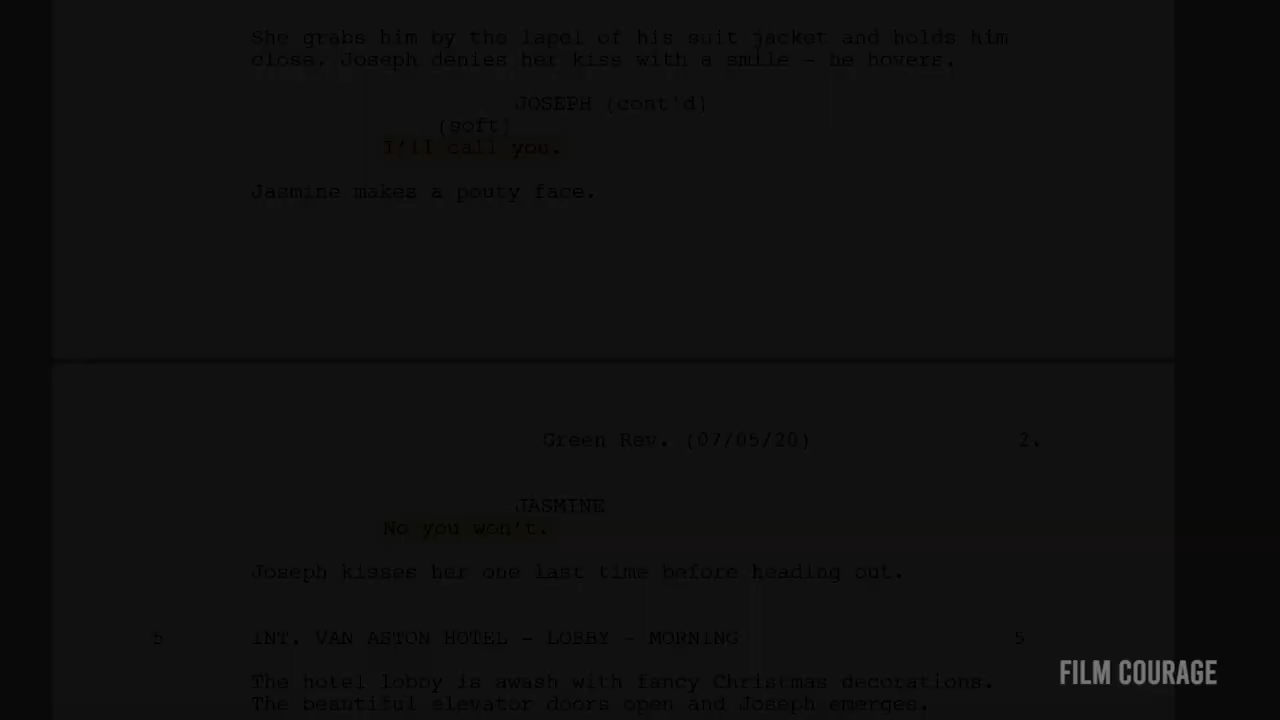 She grabs him by the lapel of his suit jacket and holds him
close. Joseph denies her kiss with a smile - he hovers.
JOSEPH (cont'd)
(soft)
I'll call you.
Jasmine makes a pouty face.
Green Rev. (07/05/20) 2.
JASMINE
No you won't.
Joseph kisses her one last time before heading out.
5 INT. VAN ASTON HOTEL - LOBBY - MORNING 5
The hotel lobby is awash with fancy Christmas decorations.
The beautiful elevator doors open and Joseph emerges.
FILM COURAGE